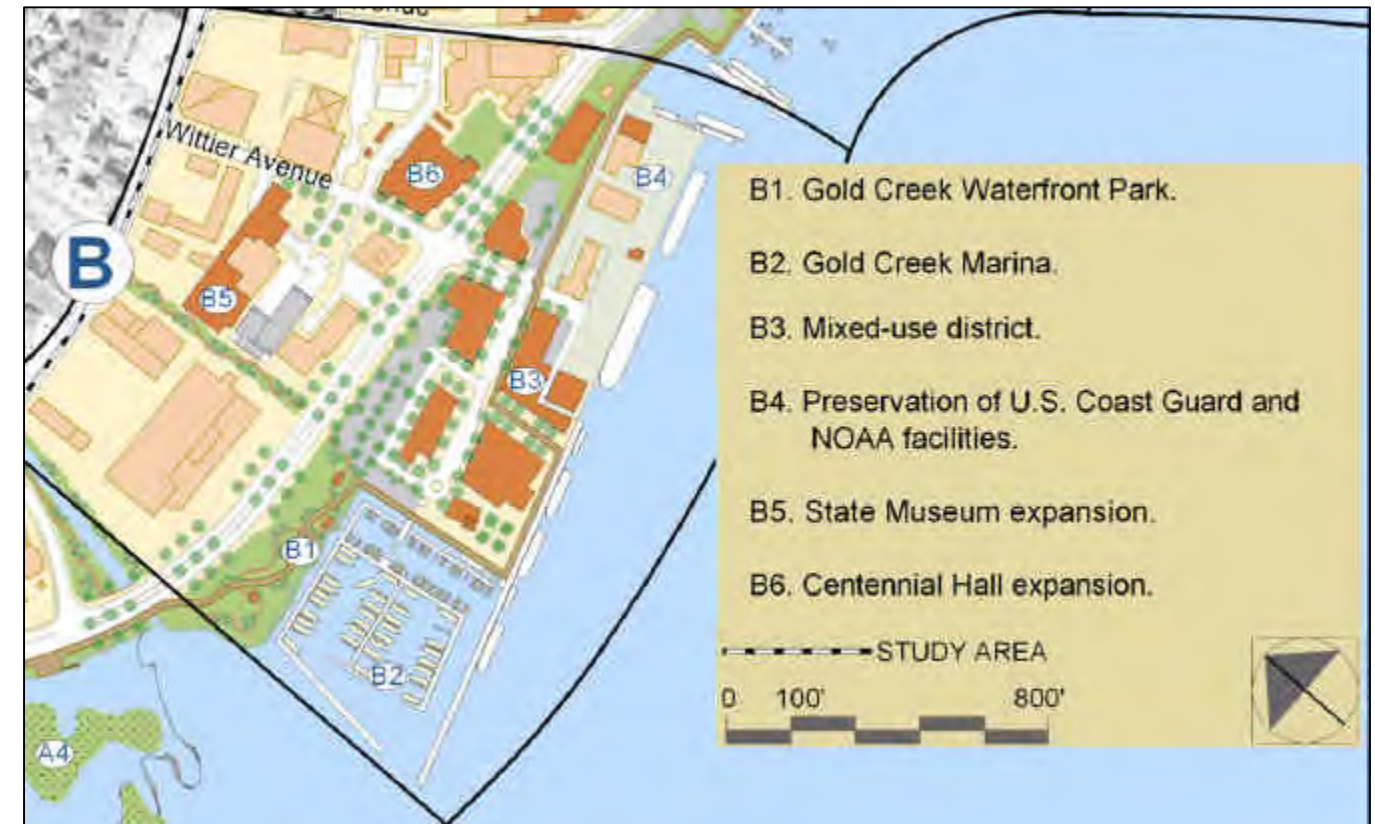 Wittier Avenue
B6
B4
B
B5
B3
B1
B2
A4
B1. Gold Creek Waterfront Park.
B2. Gold Creek Marina.
B3. Mixed-use district.
B4. Preservation of U.S. Coast Guard and
NOAA facilities.
B5. State Museum expansion.
B6. Centennial Hall expansion.
STUDY AREA
0 100' 800'